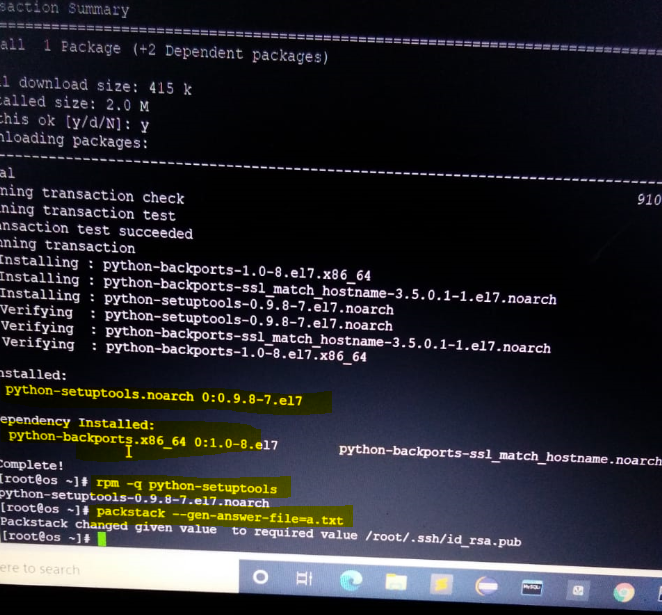 saction Summary
all 1 Package (+2 Dependent packages)
l download size: 415 k
talled size: 2.0 M
this ok [y/d/N]: y
nloading packages:
al 910
ning transaction check
ning transaction test
nsaction test succeeded
nning transaction
Installing : python-backports-1.0-8.el7.x86_64
Installing : python-backports-ssl_match_hostname-3.5.0.1-1.el7.noarch
Installing : python-setuptools-0.9.8-7.el7.noarch
Verifying : python-setuptools-0.9.8-7.el7.noarch
Verifying : python-backports-ssl_match_hostname-3.5.0.1-1.el7.noarch
Verifying : python-backports-1.0-8.el7.x86_64
nstalled:
python-setuptools.noarch 0:0.9.8-7.el7
ependency Installed:
python-backports.x86_64 0:1.0-8.el7 python-backports-ssl_match_hostname.noarch
Complete!
[root@os ~]# rpm -q python-setuptools
python-setuptools-0.9.8-7.el7.noarch
[root@os ~]# packstack --gen-answer-file=a.txt
Packstack changed given value to required value /root/.ssh/id_rsa.pub
[root@os ~]#
ere to search
MySQL